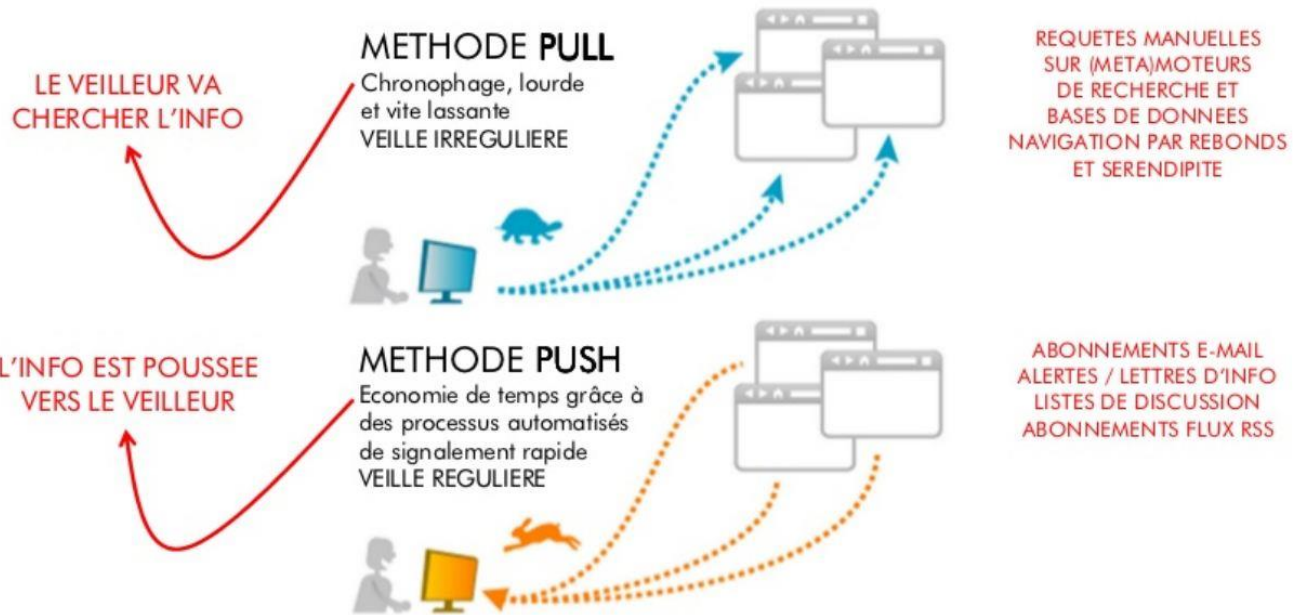 LE VEILLEUR VA
CHERCHER L'INFO
METHODE PULL
Chronophage, lourde
et vite lassante
VEILLE IRREGULIERE
REQUETES MANUELLES
SUR (META)MOTEURS
DE RECHERCHE ET
BASES DE DONNEES
NAVIGATION PAR REBONDS
ET SERENDIPITE
L'INFO EST POUSSEE
VERS LE VEILLEUR
METHODE PUSH
Economie de temps grâce à
des processus automatisés
de signalement rapide
VEILLE REGULIERE
ABONNEMENTS E-MAIL
ALERTES / LETTRES D'INFO
LISTES DE DISCUSSION
ABONNEMENTS FLUX RSS